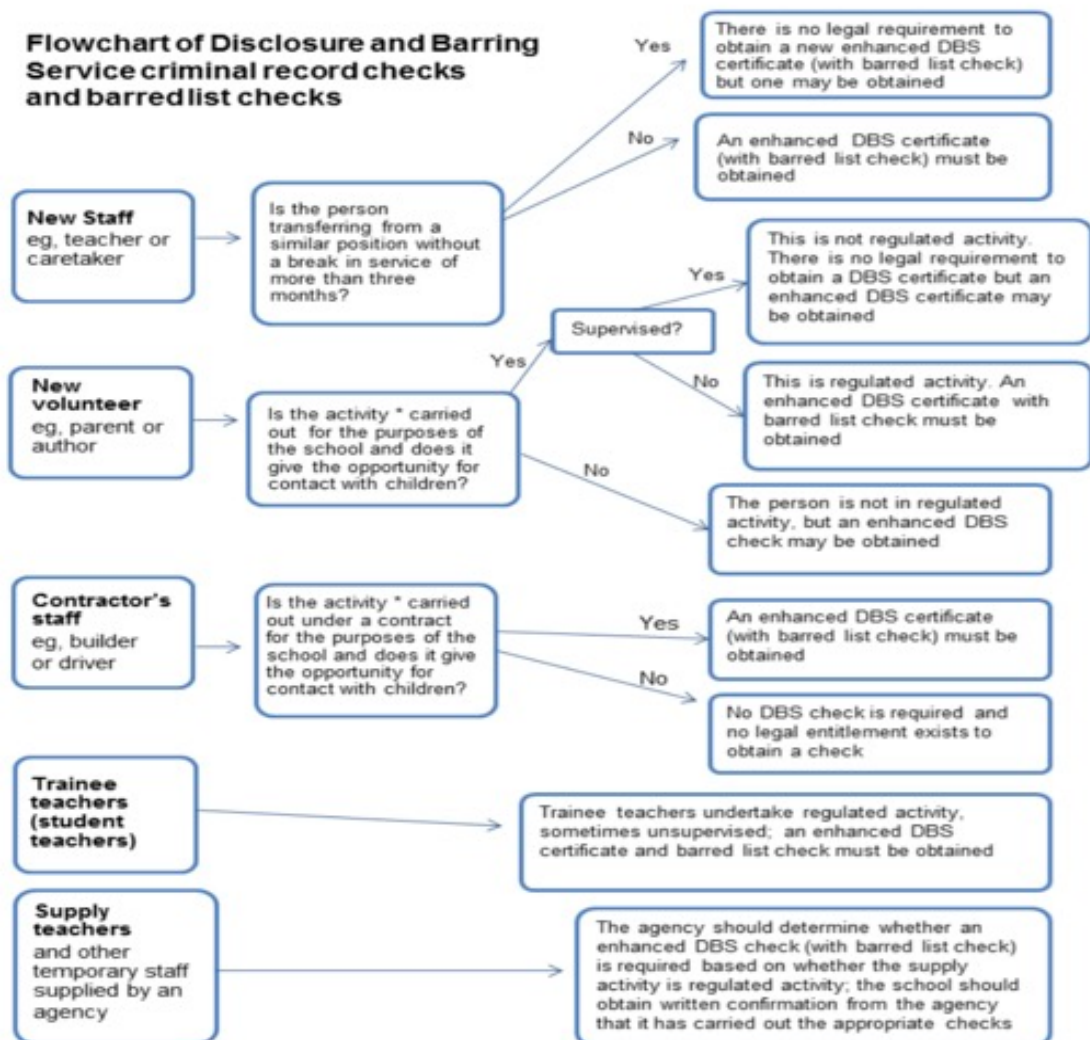 Flowchart of Disclosure and Barring
Service criminal record checks
and barred list checks
New Staff
eg, teacher or
caretaker
Is the person
transferring from a
similar position without
a break in service of
more than three
months?
Yes
There is no legal requirement to
obtain a new enhanced DBS
certificate (with barred list check)
but one may be obtained
No
An enhanced DBS certificate
(with barred list check) must be
obtained
New
volunteer
eg, parent or
author
Is the activity * carried
out for the purposes of
the school and does it
give the opportunity for
contact with children?
Yes
Supervised?
Yes
This is not regulated activity.
There is no legal requirement to
obtain a DBS certificate but an
enhanced DBS certificate may
be obtained
No
This is regulated activity. An
enhanced DBS certificate with
barred list check must be
obtained
No
The person is not in regulated
activity, but an enhanced DBS
check may be obtained
Contractor's
staff
eg, builder
or driver
Is the activity * carried
out under a contract
for the purposes of the
school and does it give
the opportunity for
contact with children?
Yes
An enhanced DBS certificate
(with barred list check) must be
obtained
No
No DBS check is required and
no legal entitlement exists to
obtain a check
Trainee
teachers
(student
teachers)
Trainee teachers undertake regulated activity,
sometimes unsupervised; an enhanced DBS
certificate and barred list check must be obtained
Supply
teachers
and other
temporary staff
supplied by an
agency
The agency should determine whether an
enhanced DBS check (with barred list check)
is required based on whether the supply
activity is regulated activity; the school should
obtain written confirmation from the agency
that it has carried out the appropriate checks